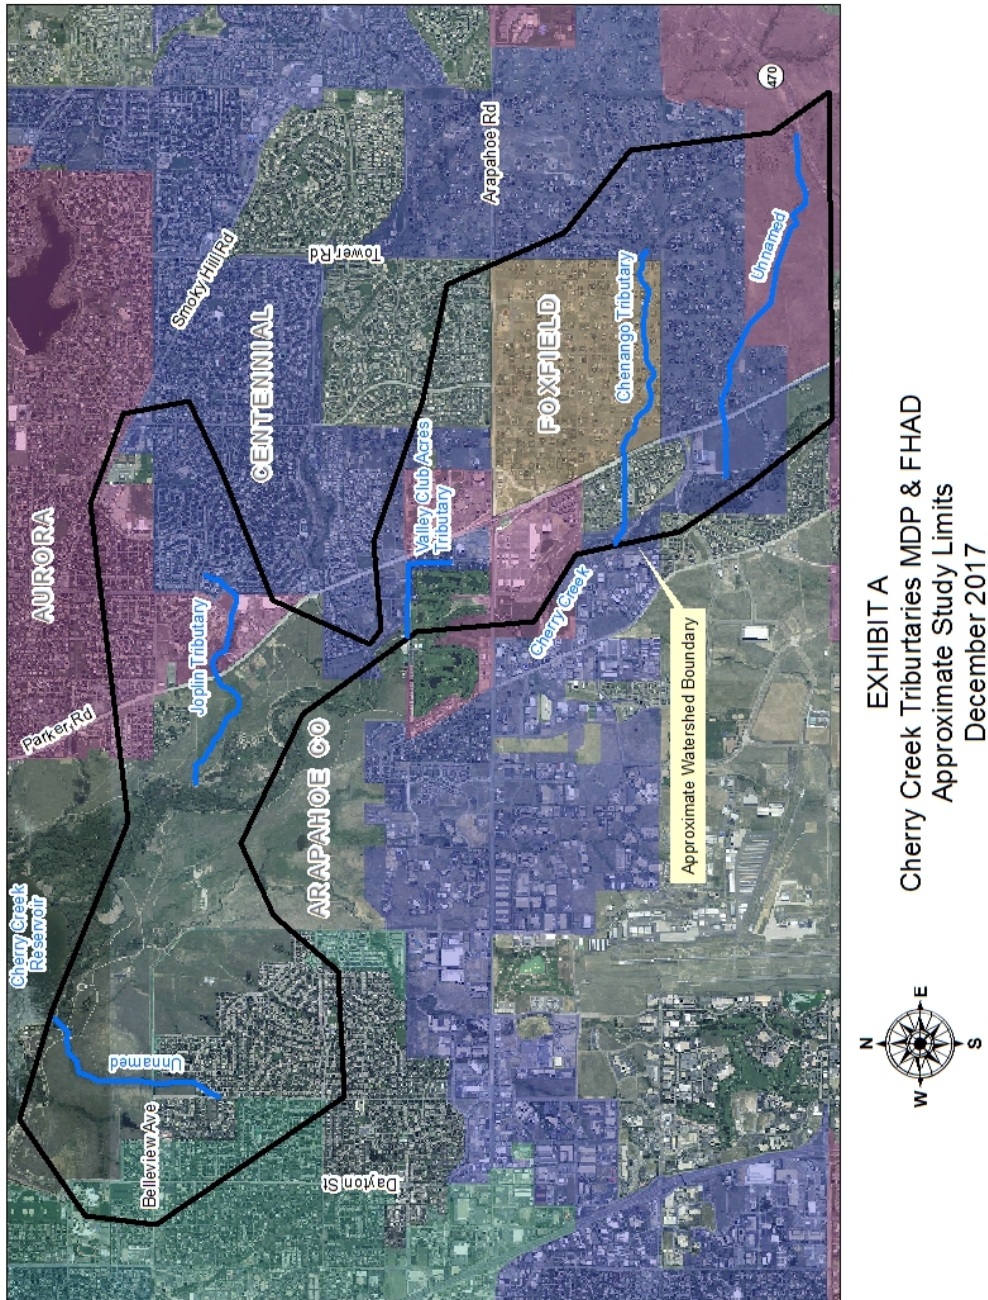 Cherry Creek
Reservoir
Parker Rd
AURORA
Smoky Hill Rd
470
Unnamed
Belleview Ave
Joplin Tributary
CENTENNIAL
Tower Rd
Dayton St
ARAPAHOE CO
Valley Club Acres
Tributary
Arapahoe Rd
Cherry Creek
FOXFIELD
Chenango Tributary
Unnamed
Approximate Watershed Boundary
N
W
E
S
EXHIBIT A
Cherry Creek Tiburtaries MDP & FHAD
Approximate Study Limits
December 2017